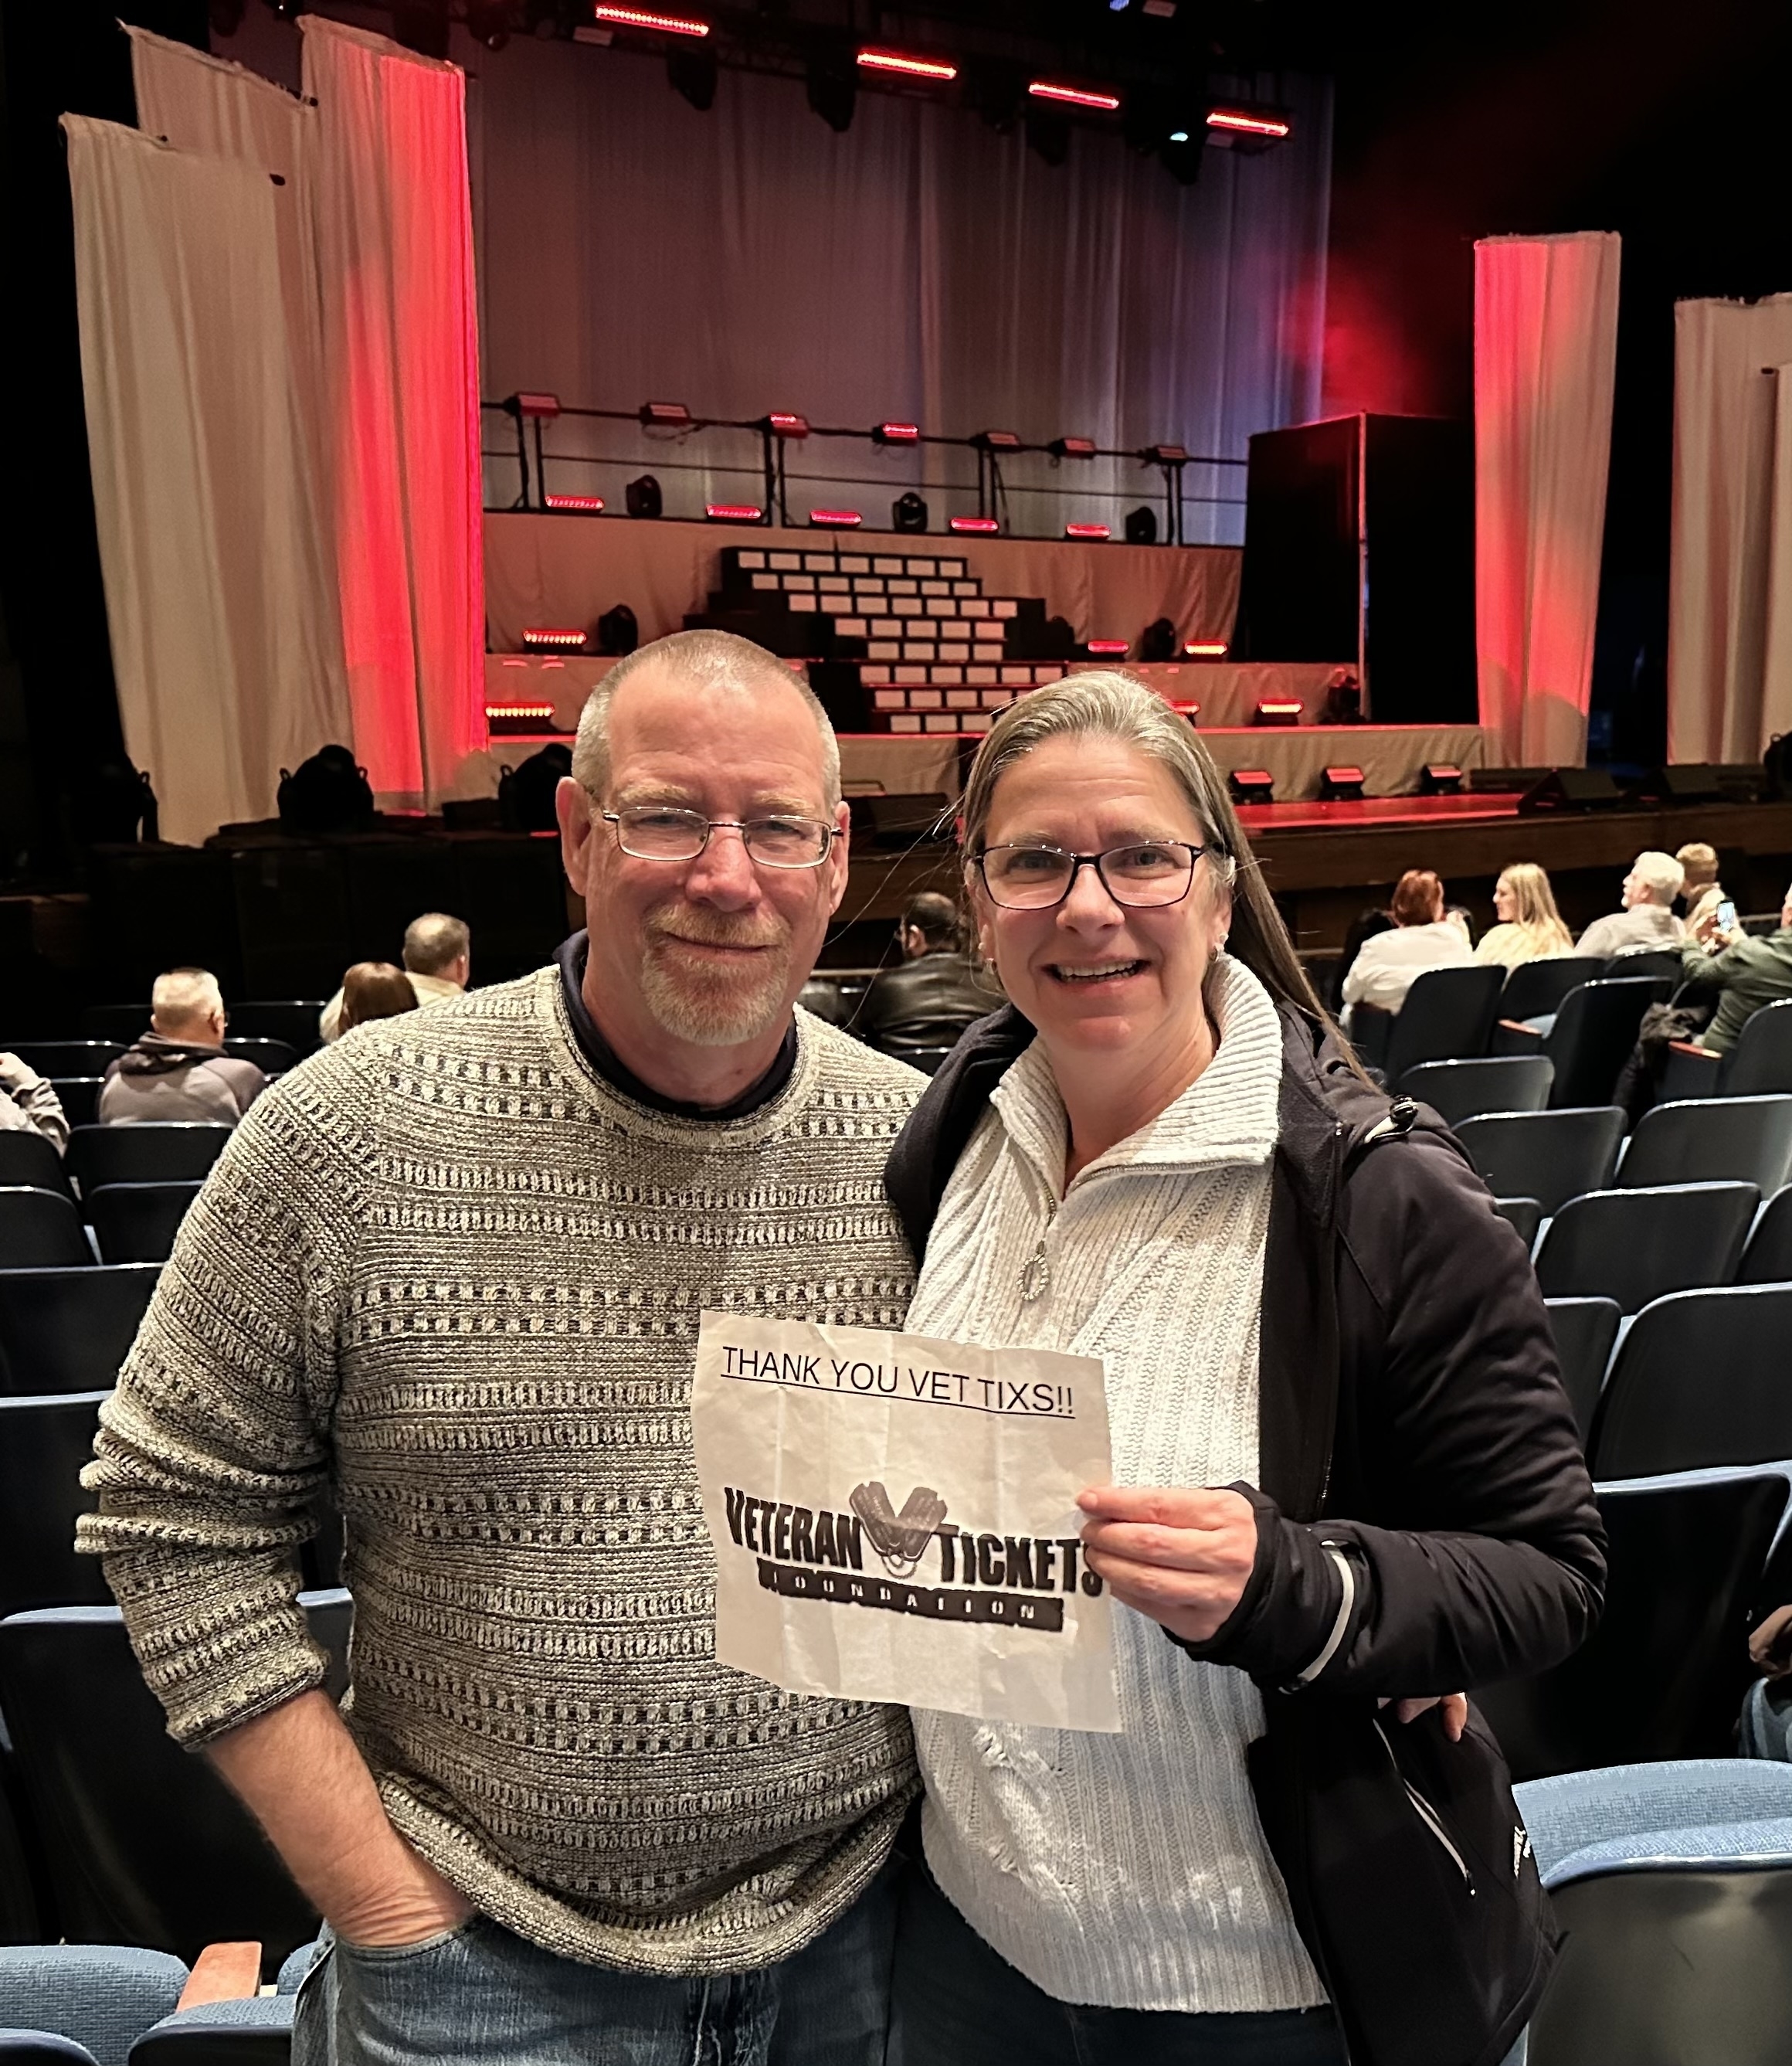 THANK YOU VET TIXS!!
VETERAN TICKETS
FOUNDATION